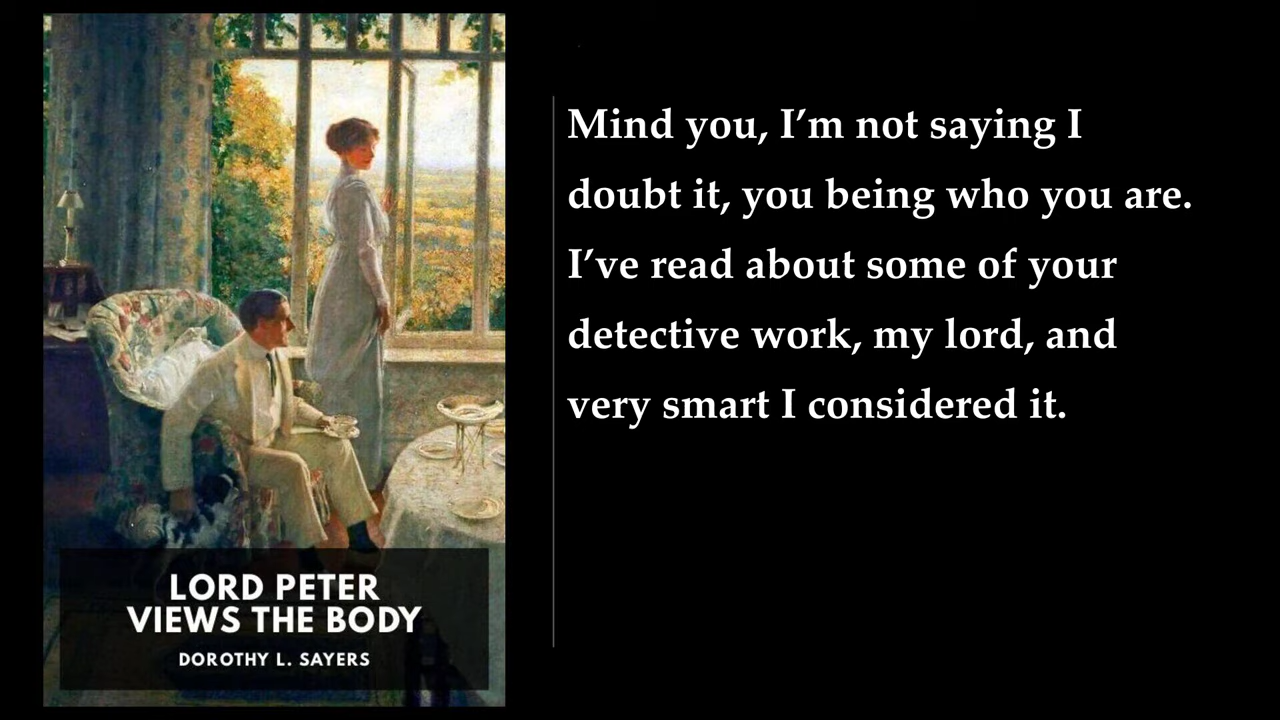 LORD PETER
VIEWS THE BODY
DOROTHY L. SAYERS
Mind you, I’m not saying I
doubt it, you being who you are.
I’ve read about some of your
detective work, my lord, and
very smart I considered it.